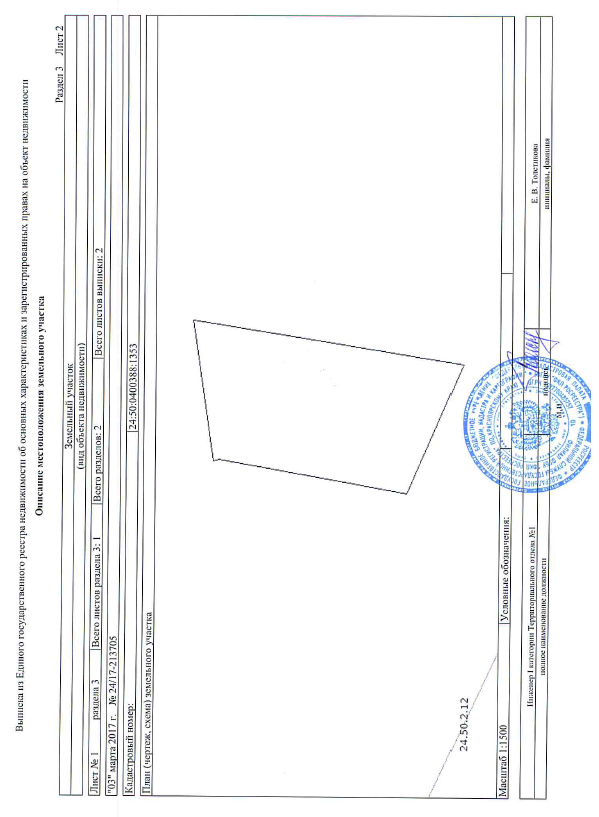 Выписка из Единого государственного реестра недвижимости об основных характеристиках и зарегистрированных правах на объект недвижимости
Описание местоположения земельного участка
Раздел 3 Лист 2
Земельный участок
(вид объекта недвижимости)
Лист № 1 раздела 3 Всего листов раздела 3: 1 Всего разделов: 2 Всего листов выписки: 2
"03" марта 2017 г. № 24/17-213705
Кадастровый номер: 24:50:0400388:1353
План (чертеж, схема) земельного участка
24:50-2.12
Масштаб 1:1500 Условные обозначения:
Инженер I категории Территориального отдела №1 Е. В. Толстикова
полное наименование должности подпись инициалы, фамилия
М.П.